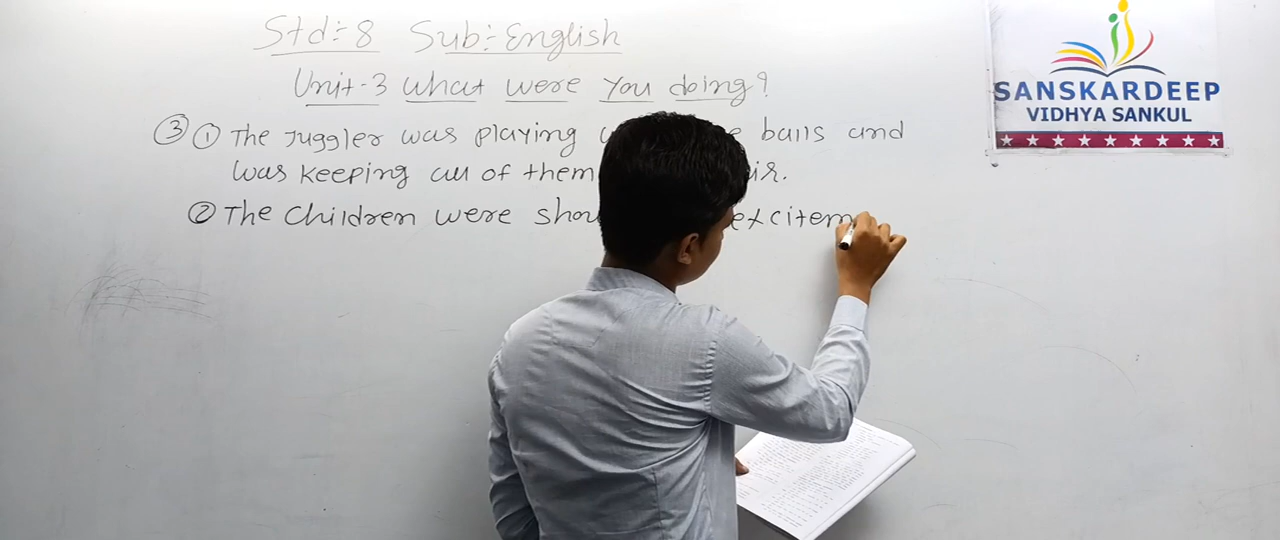 Std:- 8 Sub:- English
Unit-3 What were you doing?
③ ① The Juggler was playing balls and
was keeping all of them
② The Children were excitem
SANSKARDEEP
VIDHYA SANKUL